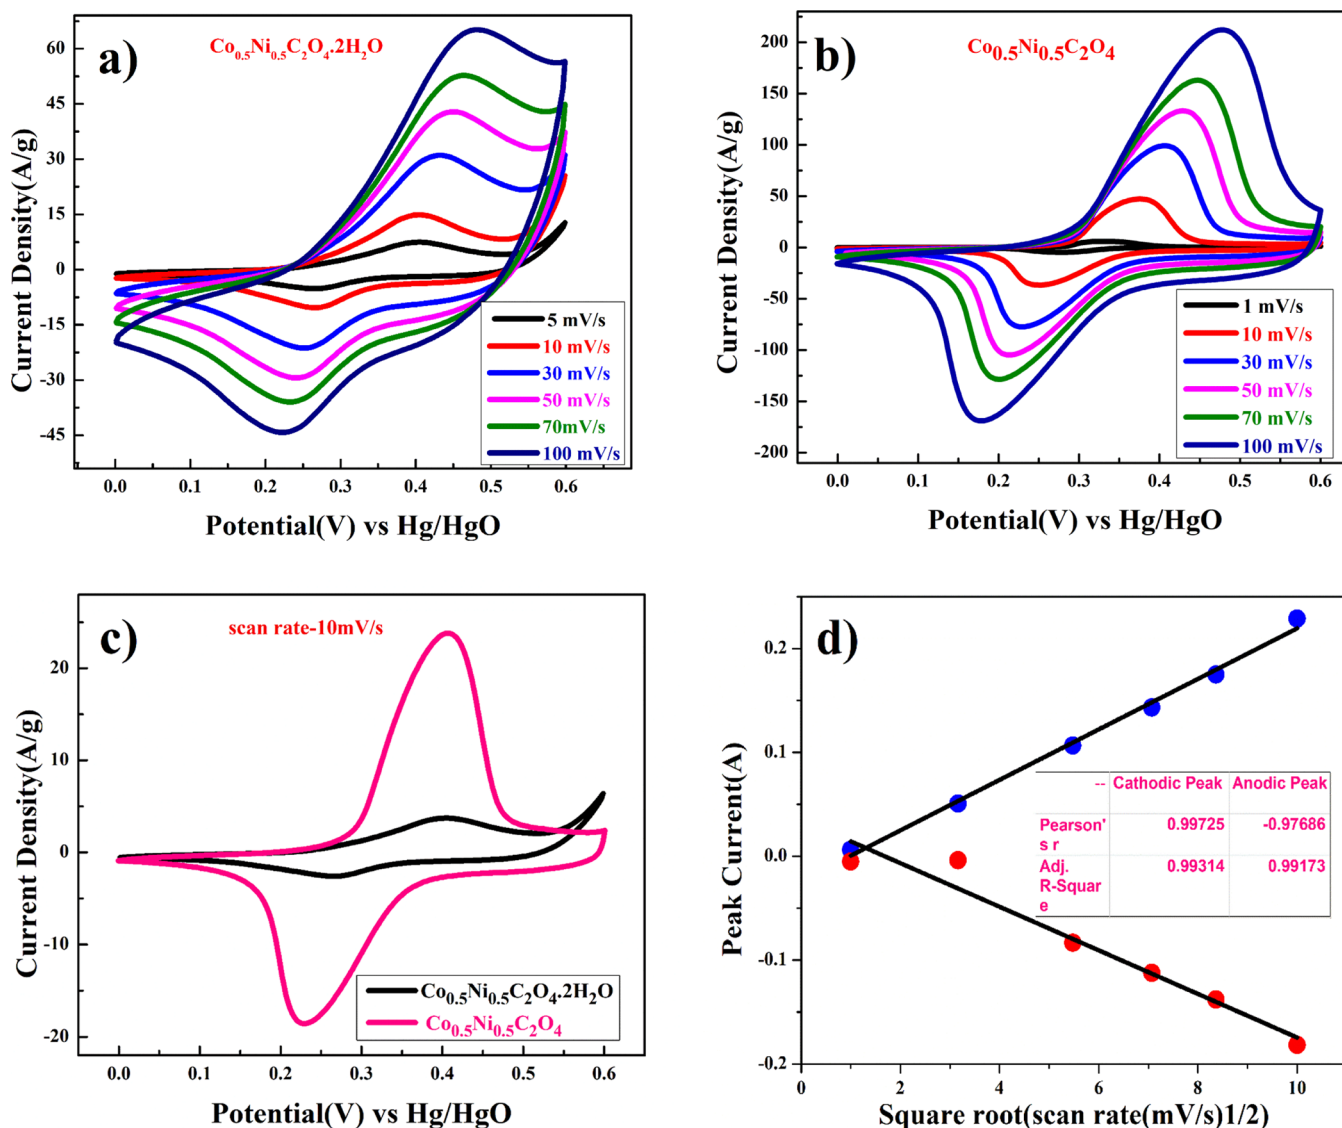 a)
Co0.5Ni0.5C2O4.2H2O
Current Density(A/g)
60
45
30
15
0
-15
-30
-45
0.0 0.1 0.2 0.3 0.4 0.5 0.6
Potential(V) vs Hg/HgO
5 mV/s
10 mV/s
30 mV/s
50 mV/s
70mV/s
100 mV/s
b)
Co0.5Ni0.5C2O4
Current Density(A/g)
200
150
100
50
0
-50
-100
-150
-200
0.0 0.1 0.2 0.3 0.4 0.5 0.6
Potential(V) vs Hg/HgO
1 mV/s
10 mV/s
30 mV/s
50 mV/s
70 mV/s
100 mV/s
c)
scan rate-10mV/s
Current Density(A/g)
20
10
0
-10
-20
0.0 0.1 0.2 0.3 0.4 0.5 0.6
Potential(V) vs Hg/HgO
Co0.5Ni0.5C2O4.2H2O
Co0.5Ni0.5C2O4
d)
Peak Current(A)
0.2
0.1
0.0
-0.1
-0.2
0 2 4 6 8 10
Square root(scan rate(mV/s)1/2)
-- Cathodic Peak Anodic Peak
Pearson' 0.99725 -0.97686
s r
Adj. 0.99314 0.99173
R-Squar
e